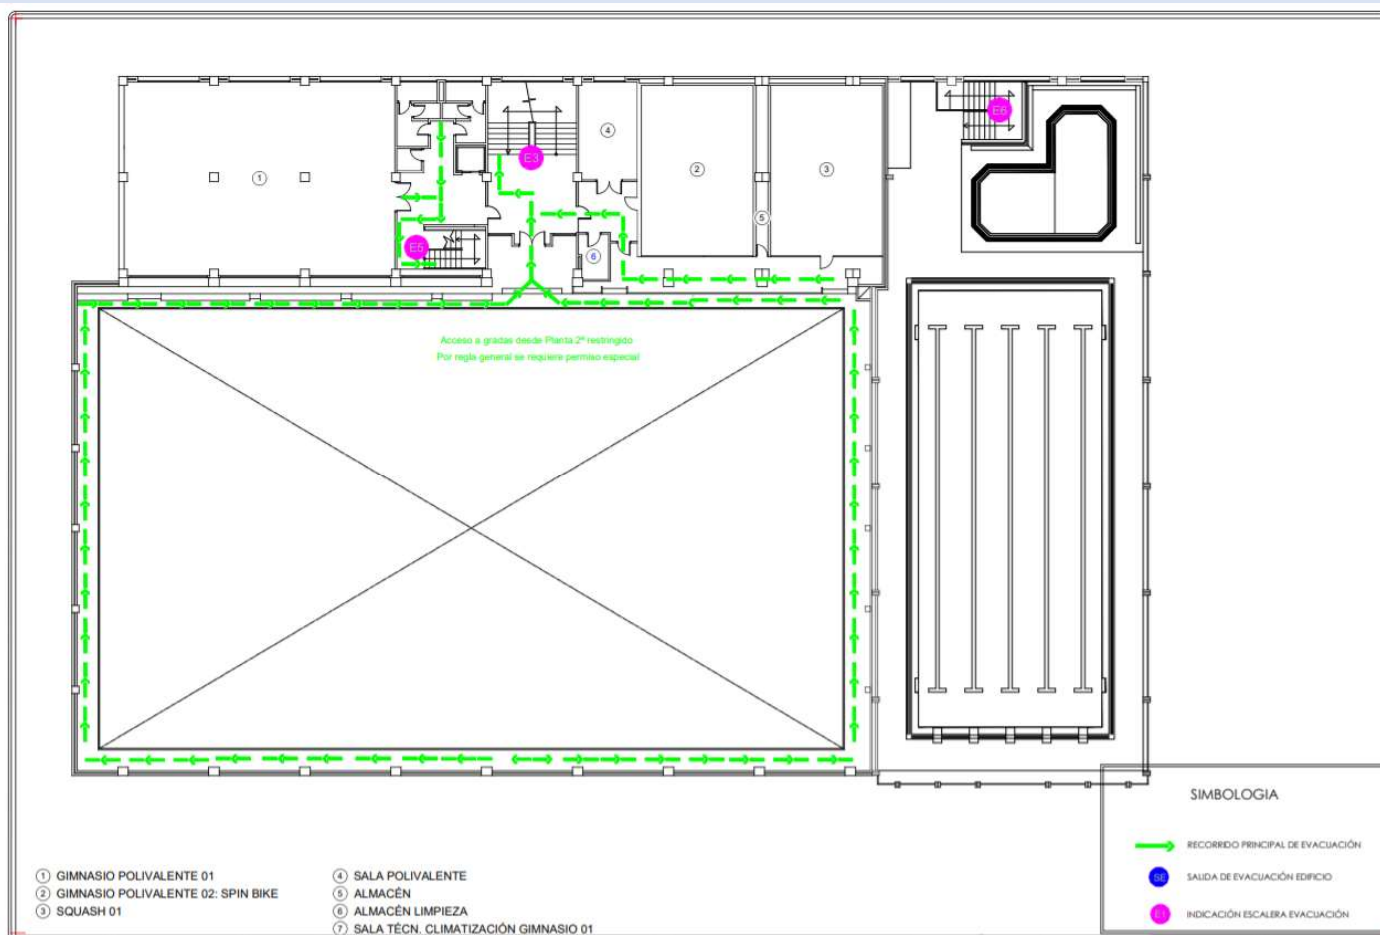 E6
4
E3
2
3
1
5
E5
6
Acceso a gradas desde Planta 2ª restringido
Por regla general se requiere permiso especial
SIMBOLOGIA
RECORRIDO PRINCIPAL DE EVACUACIÓN
SE SALIDA DE EVACUACIÓN EDIFICIO
E1 INDICACIÓN ESCALERA EVACUACIÓN
1 GIMNASIO POLIVALENTE 01
2 GIMNASIO POLIVALENTE 02: SPIN BIKE
3 SQUASH 01
4 SALA POLIVALENTE
5 ALMACÉN
6 ALMACÉN LIMPIEZA
7 SALA TÉCN. CLIMATIZACIÓN GIMNASIO 01